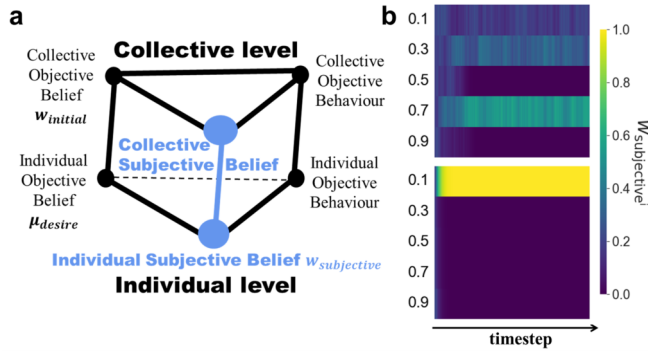 a
Collective level
Collective
Objective
Belief
w_initial
Collective
Objective
Behaviour
Collective
Subjective Belief
Individual
Objective
Belief
μ_desire
Individual
Objective
Behaviour
Individual Subjective Belief w_subjective
Individual level
b
0.1
0.3
0.5
0.7
0.9
0.1
0.3
0.5
0.7
0.9
timestep
1.0
0.8
0.6
0.4
0.2
0.0
W_subjective^i